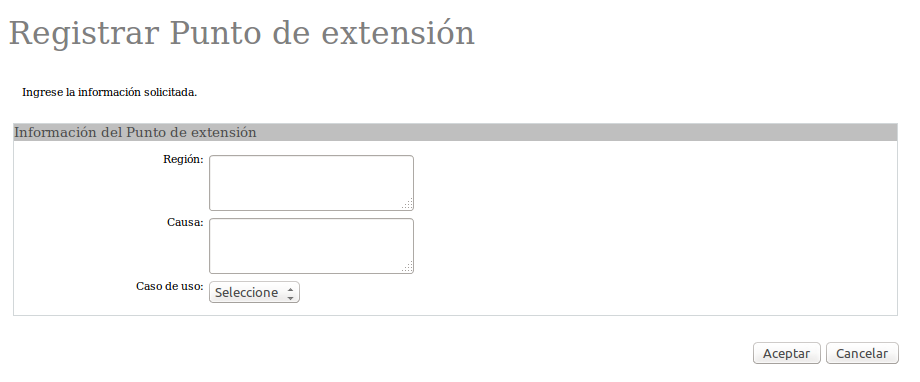 Registrar Punto de extensión
Ingrese la información solicitada.
Información del Punto de extensión
Región:
Causa:
Caso de uso: Seleccione
Aceptar Cancelar